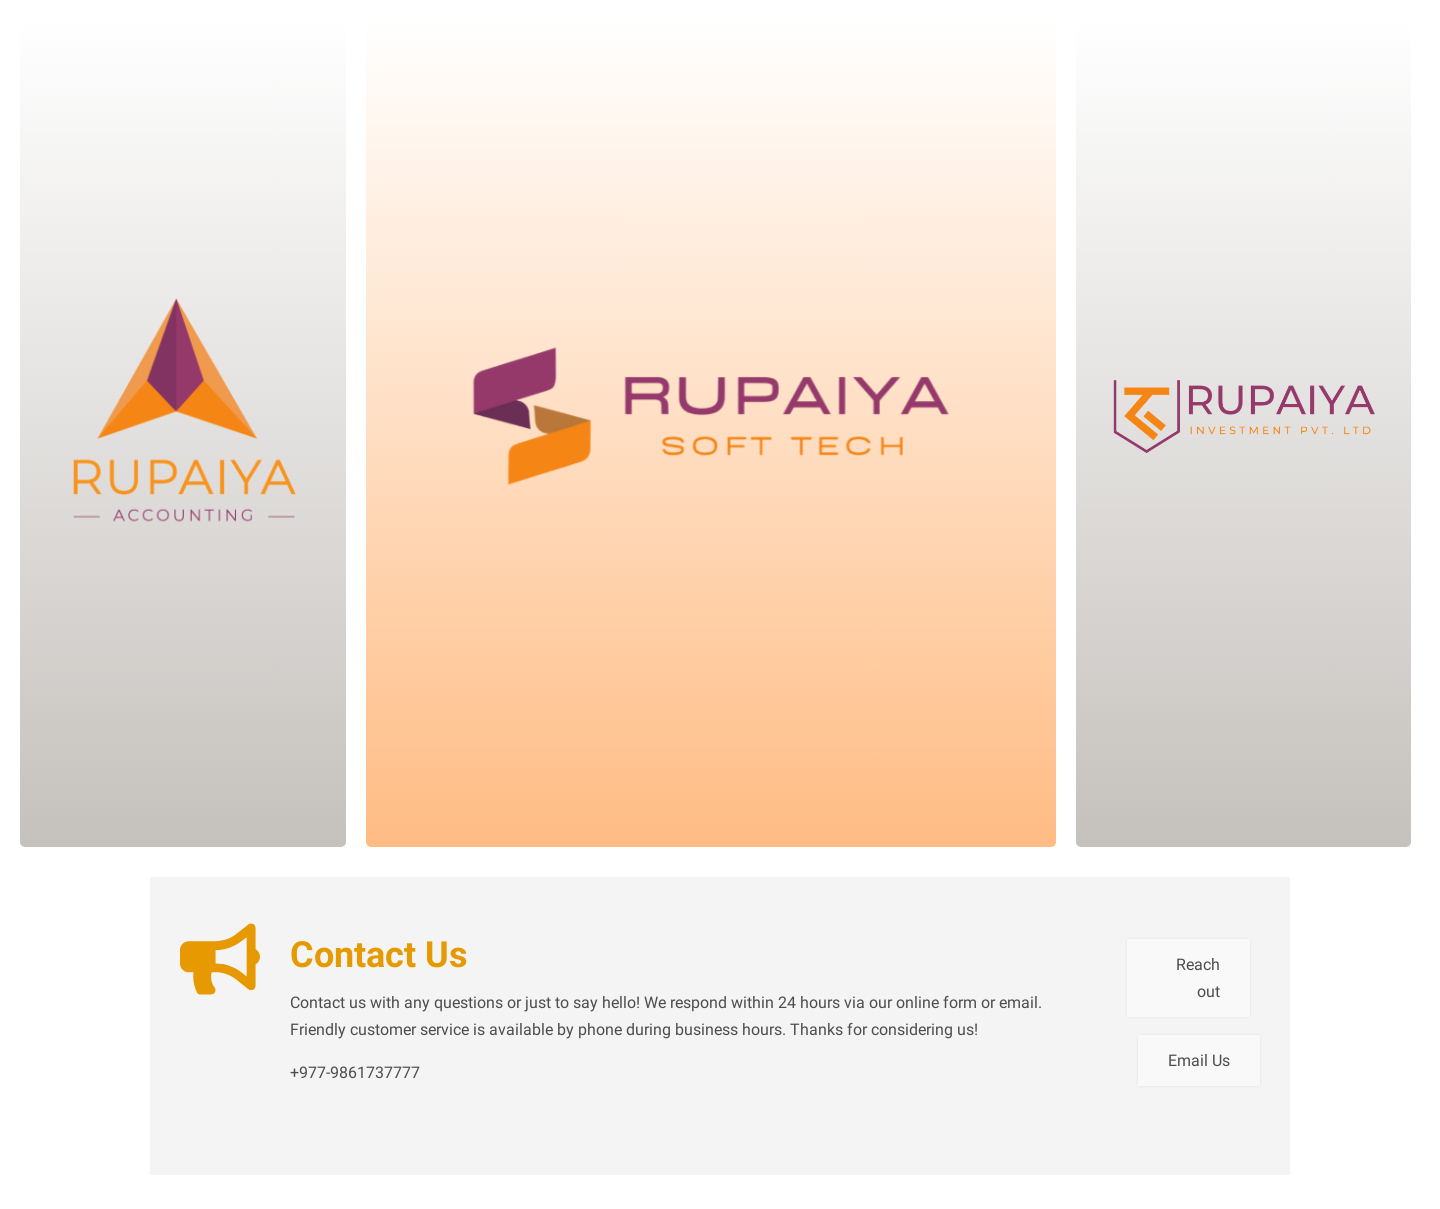 RUPAIYA
ACCOUNTING
RUPAIYA
SOFT TECH
RUPAIYA
INVESTMENT PVT. LTD
Contact Us
Contact us with any questions or just to say hello! We respond within 24 hours via our online form or email.
Friendly customer service is available by phone during business hours. Thanks for considering us!
+977-9861737777
Reach
out
Email Us